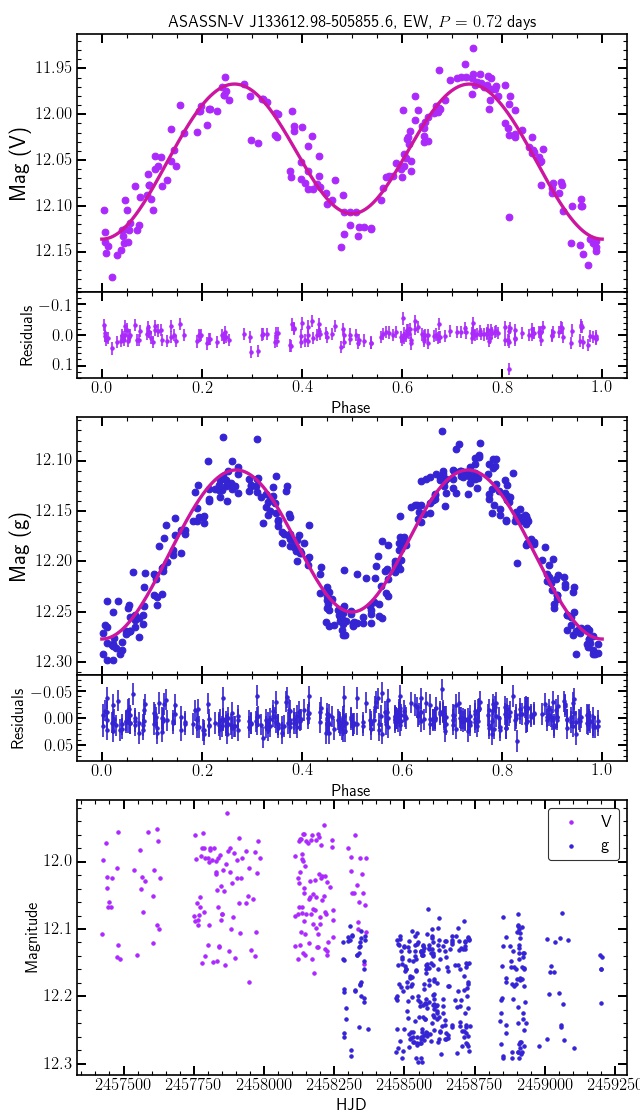 ASASSN-V J133612.98-505855.6, EW, P = 0.72 days
Mag (V)
11.95
12.00
12.05
12.10
12.15
Residuals
−0.1
0.0
0.1
0.0 0.2 0.4 0.6 0.8 1.0
Phase
Mag (g)
12.10
12.15
12.20
12.25
12.30
Residuals
−0.05
0.00
0.05
0.0 0.2 0.4 0.6 0.8 1.0
Phase
Magnitude
12.0
12.1
12.2
12.3
V
g
2457500 2457750 2458000 2458250 2458500 2458750 2459000 245925
HJD